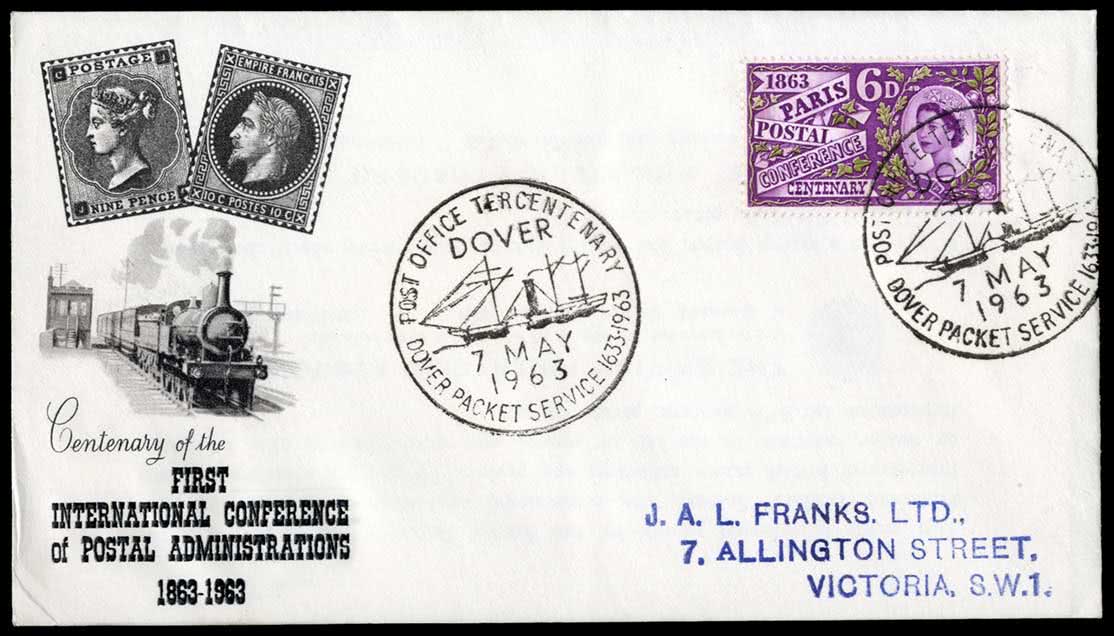 POSTAGE
NINE PENCE
EMPIRE FRANCAIS
10 C POSTES 10 C
Centenary of the
FIRST
INTERNATIONAL CONFERENCE
of POSTAL ADMINISTRATIONS
1863-1963
POST OFFICE TERCENTENARY
DOVER
7 MAY
1963
DOVER PACKET SERVICE 1633-1963
1863
6D
PARIS
POSTAL
CONFERENCE
CENTENARY
7 MAY
1963
DOVER PACKET SERVICE 1633-19
J. A. L. FRANKS. LTD.,
7. ALLINGTON STREET,
VICTORIA, S.W.1.